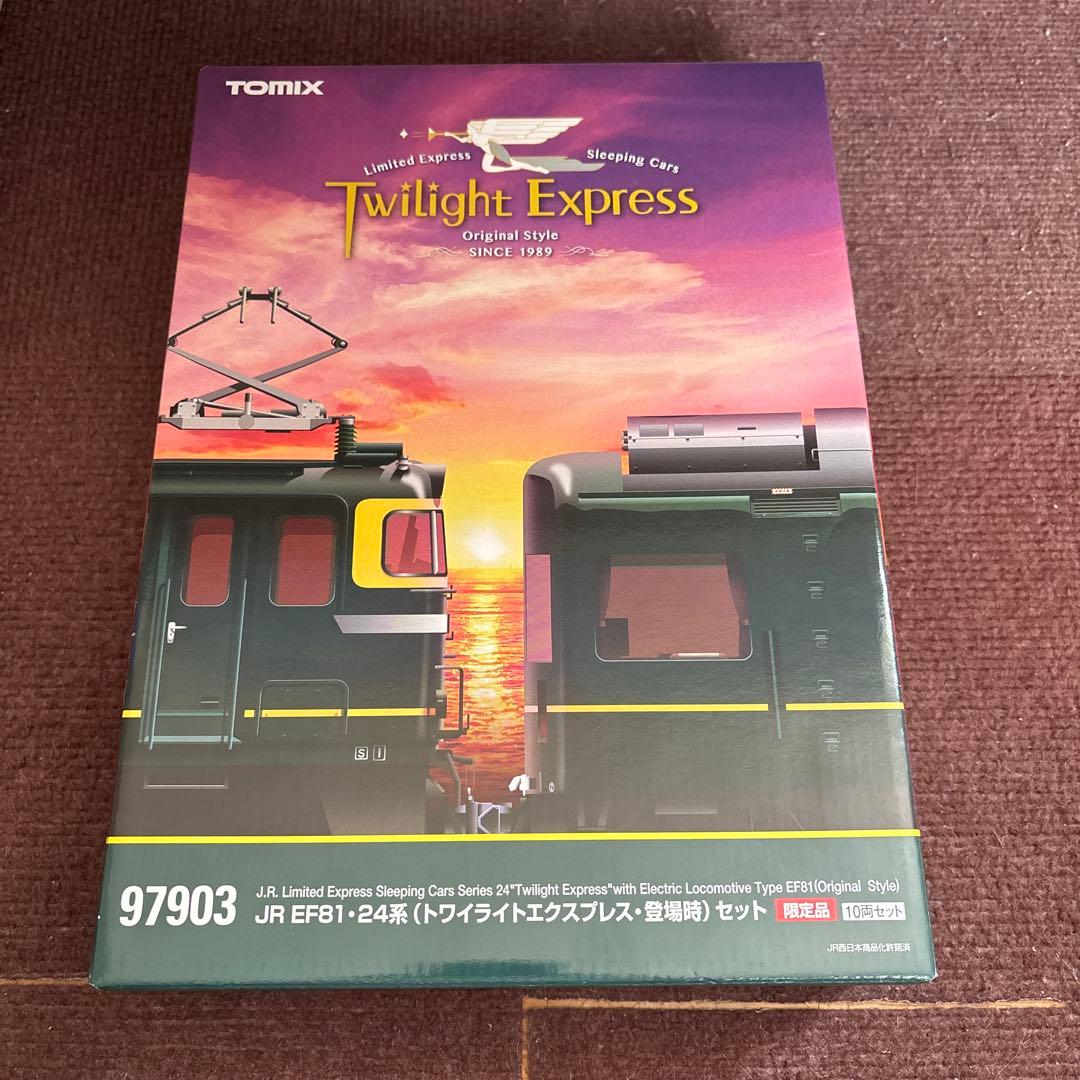 TOMIX
Limited Express Sleeping Cars
Twilight Express
Original Style
SINCE 1989
S i
97903
J.R. Limited Express Sleeping Cars Series 24"Twilight Express"with Electric Locomotive Type EF81(Original Style)
JR EF81・24系(トワイライトエクスプレス・登場時)セット 限定品 10両セット
JR西日本商品化許諾済